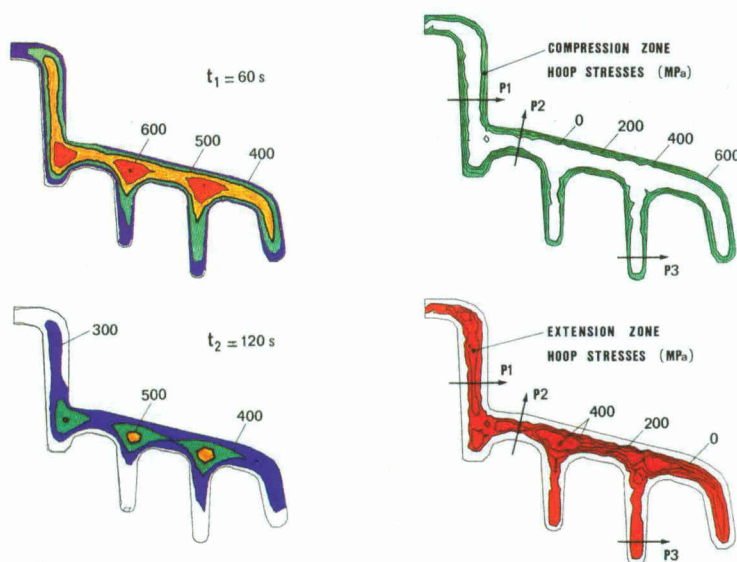 t₁ = 60 s
600
500
400
COMPRESSION ZONE
HOOP STRESSES (MPa)
P1
P2
0
200
400
600
P3
300
t₂ = 120 s
500
400
EXTENSION ZONE
HOOP STRESSES (MPa)
P1
P2
400
200
0
P3